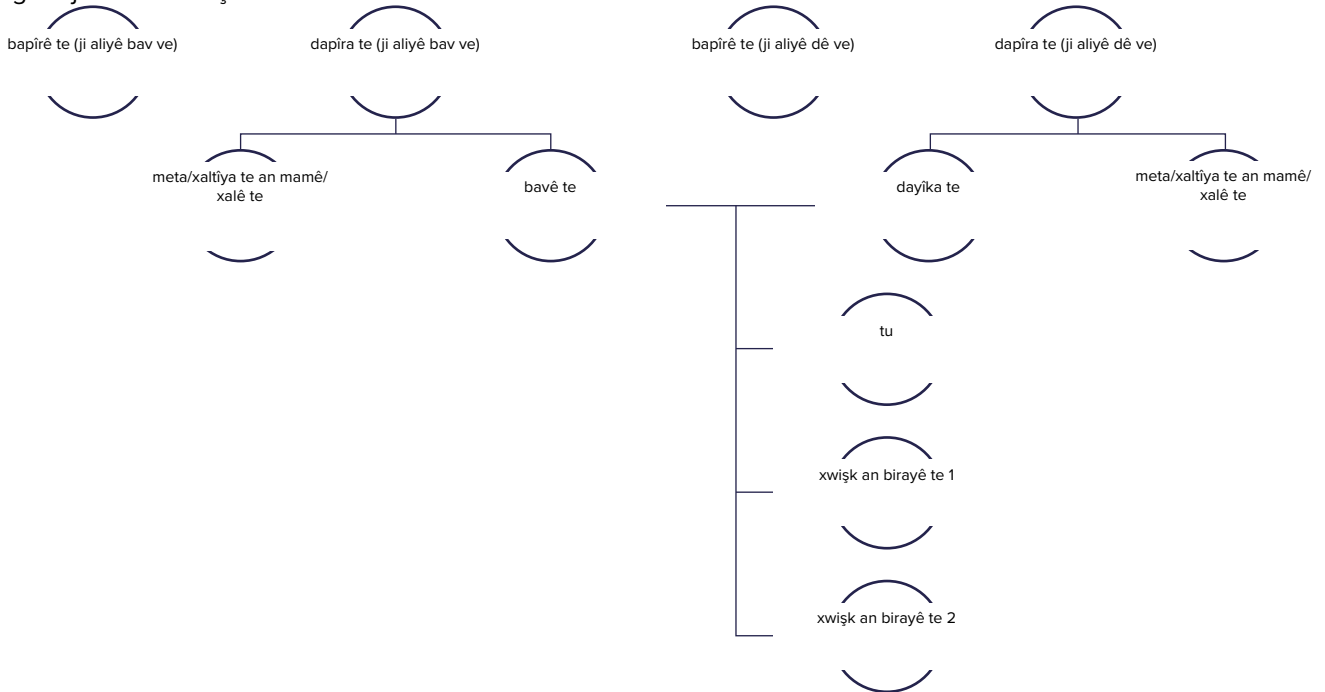 bapîrê te (ji aliyê bav ve)
dapîra te (ji aliyê bav ve)
bapîrê te (ji aliyê dê ve)
dapîra te (ji aliyê dê ve)
meta/xaltîya te an mamê/
xalê te
bavê te
dayîka te
meta/xaltîya te an mamê/
xalê te
tu
xwişk an birayê te 1
xwişk an birayê te 2